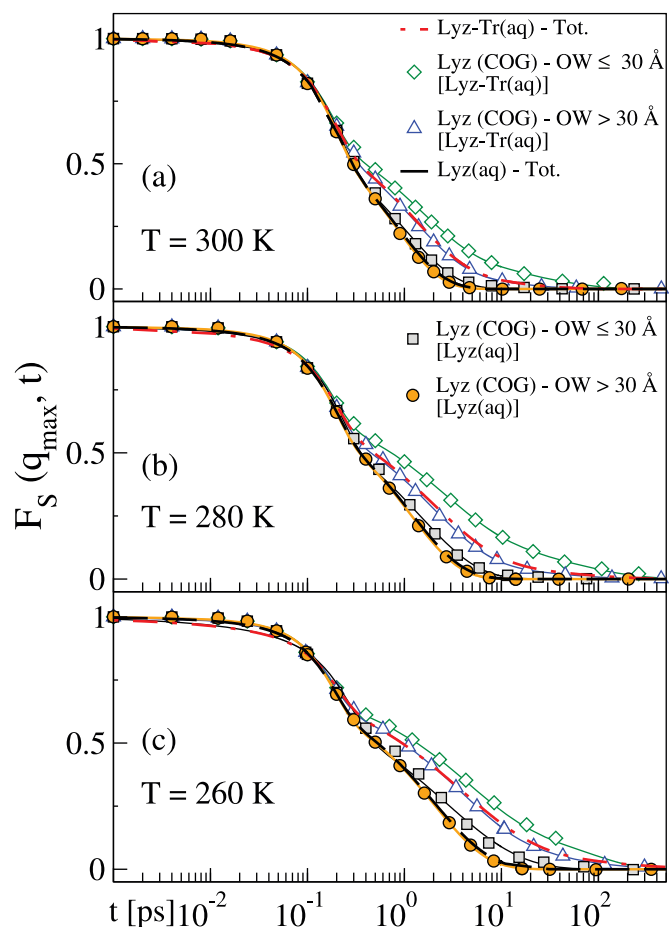 1
Lyz-Tr(aq) - Tot.
Lyz (COG) - OW ≤ 30 Å
[Lyz-Tr(aq)]
Lyz (COG) - OW > 30 Å
[Lyz-Tr(aq)]
Lyz(aq) - Tot.
0.5
(a)
T = 300 K
0
1
Lyz (COG) - OW ≤ 30 Å
[Lyz(aq)]
Lyz (COG) - OW > 30 Å
[Lyz(aq)]
F_S (q_max, t)
0.5
(b)
T = 280 K
0
1
0.5
(c)
T = 260 K
0
t [ps] 10^-2 10^-1 10^0 10^1 10^2